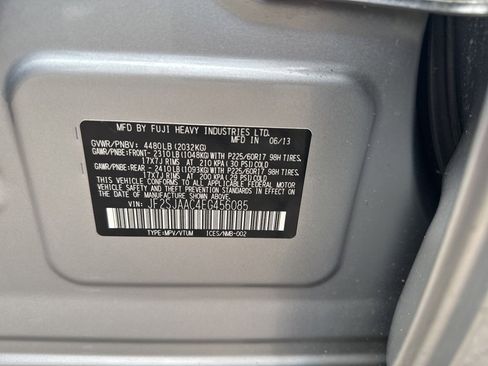 MFD BY FUJI HEAVY INDUSTRIES LTD.
MFD IN 06/13
GVWR/PNBV: 4480LB(2032KG)
GAWR/PNBE:FRONT- 2310LB(1048KG)WITH P225/60R17 98H TIRES.
17X7J RIMS AT 210 KPA(30 PSI)COLD
GAWR/PNBE:REAR -2410LB(1093KG)WITH P225/60R17 98H TIRES.
17X7J RIMS AT 200 KPA(29 PSI)COLD
THIS VEHICLE CONFORMS TO ALL APPLICABLE FEDERAL
MOTOR VEHICLE SAFETY STANDARDS IN EFFECT ON THE DATE
OF MANUFACTURE SHOWN ABOVE.
VIN: JF2SJAAC4EG456085
TYPE:MPV/VTUM ICES/NMB-002